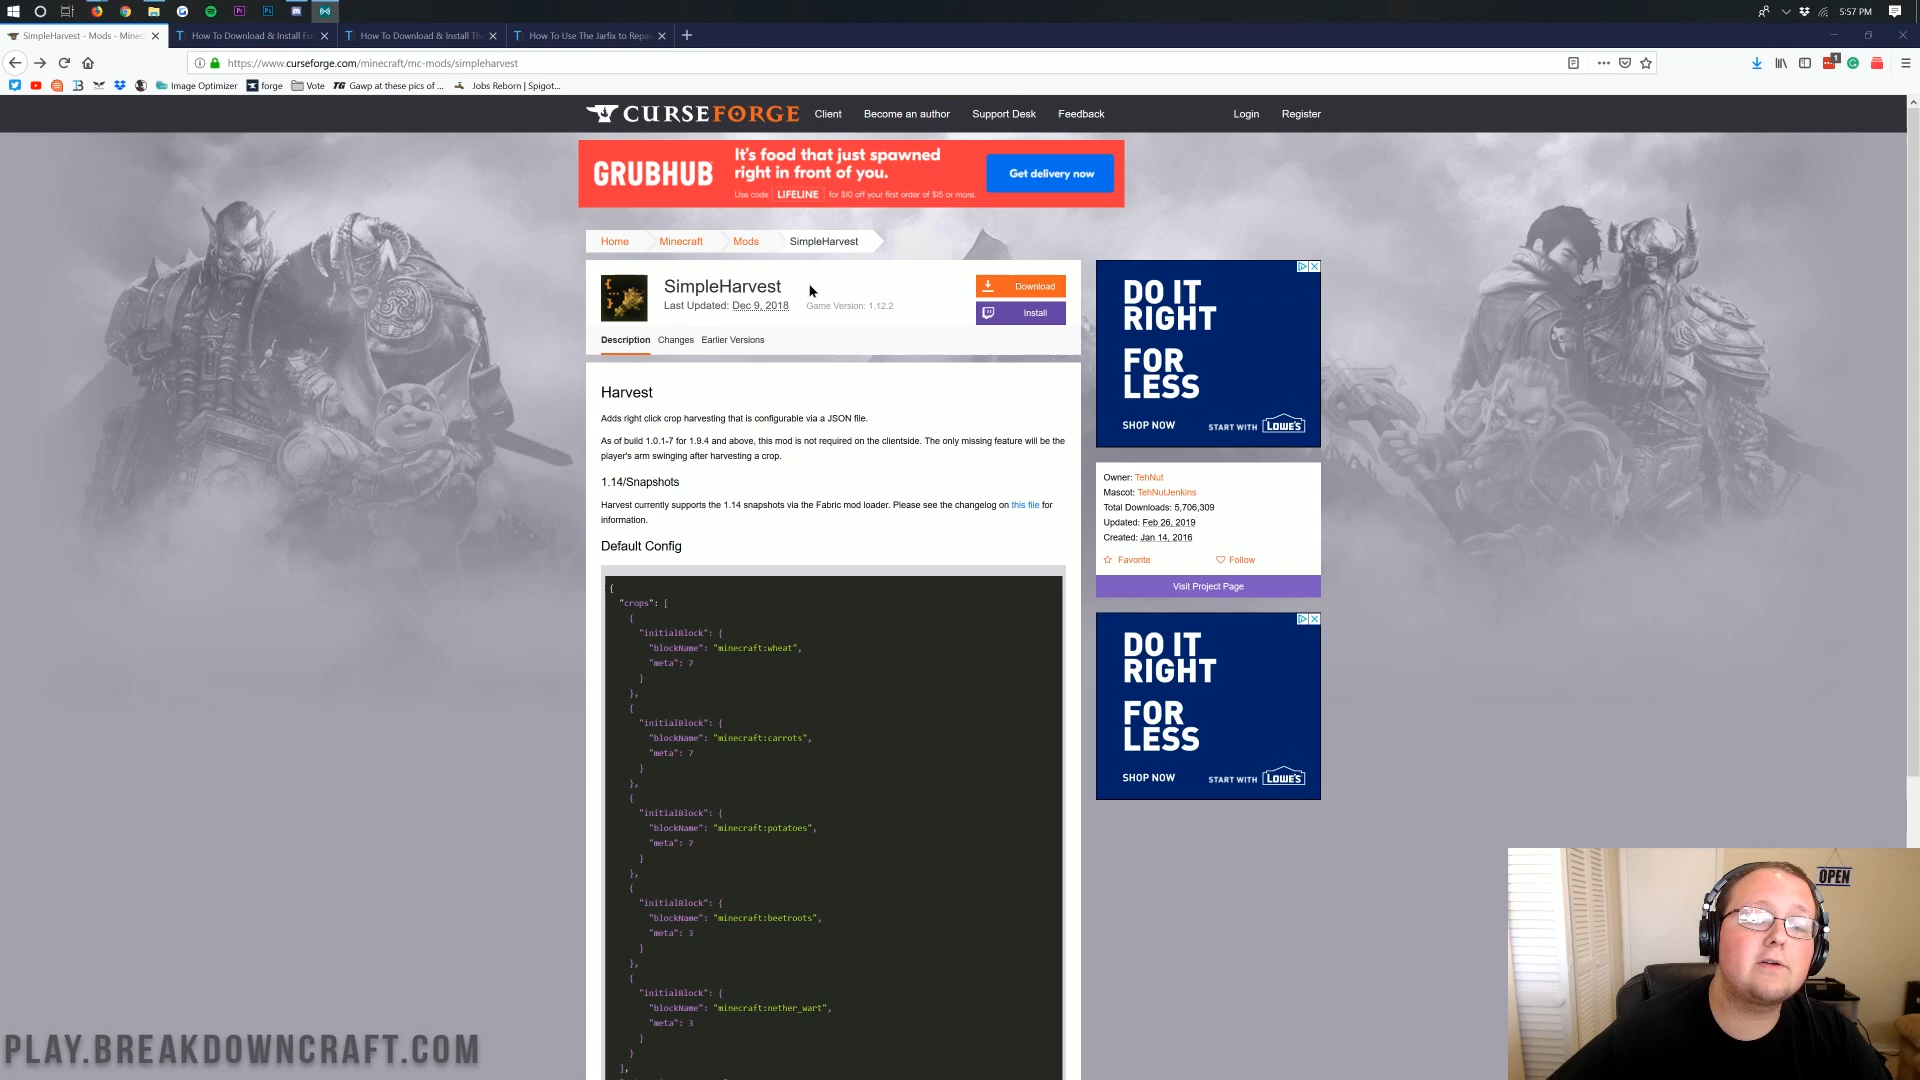 5:57 PM
SimpleHarvest - Mods - Minec
How To Download & Install Fo
How To Download & Install Th
How To Use The Jarfix to Repa
https://www.curseforge.com/minecraft/mc-mods/simpleharvest
1
Image Optimizer
forge
Vote
TG Gawp at these pics of ...
Jobs Reborn | Spigot...
CURSEFORGE
Client
Become an author
Support Desk
Feedback
Login
Register
GRUBHUB
It's food that just spawned
right in front of you.
Use code LIFELINE for $10 off your first order of $15 or more.
Get delivery now
Home
Minecraft
Mods
SimpleHarvest
SimpleHarvest
Last Updated: Dec 9, 2018
Game Version: 1.12.2
Download
Install
Description
Changes
Earlier Versions
Harvest
Adds right click crop harvesting that is configurable via a JSON file.
As of build 1.0.1-7 for 1.9.4 and above, this mod is not required on the clientside. The only missing feature will be the
player's arm swinging after harvesting a crop.
1.14/Snapshots
Harvest currently supports the 1.14 snapshots via the Fabric mod loader. Please see the changelog on this file for
information.
Default Config
{
"crops": [
{
"initialBlock": {
"blockName": "minecraft:wheat",
"meta": 7
}
},
{
"initialBlock": {
"blockName": "minecraft:carrots",
"meta": 7
}
},
{
"initialBlock": {
"blockName": "minecraft:potatoes",
"meta": 7
}
},
{
"initialBlock": {
"blockName": "minecraft:beetroots",
"meta": 3
}
},
{
"initialBlock": {
"blockName": "minecraft:nether_wart",
"meta": 3
}
}
],
DO IT
RIGHT
FOR
LESS
SHOP NOW
START WITH LOWE'S
Owner: TehNut
Mascot: TehNutJenkins
Total Downloads: 5,706,309
Updated: Feb 26, 2019
Created: Jan 14, 2016
Favorite
Follow
Visit Project Page
DO IT
RIGHT
FOR
LESS
SHOP NOW
START WITH LOWE'S
OPEN
PLAY.BREAKDOWNCRAFT.COM